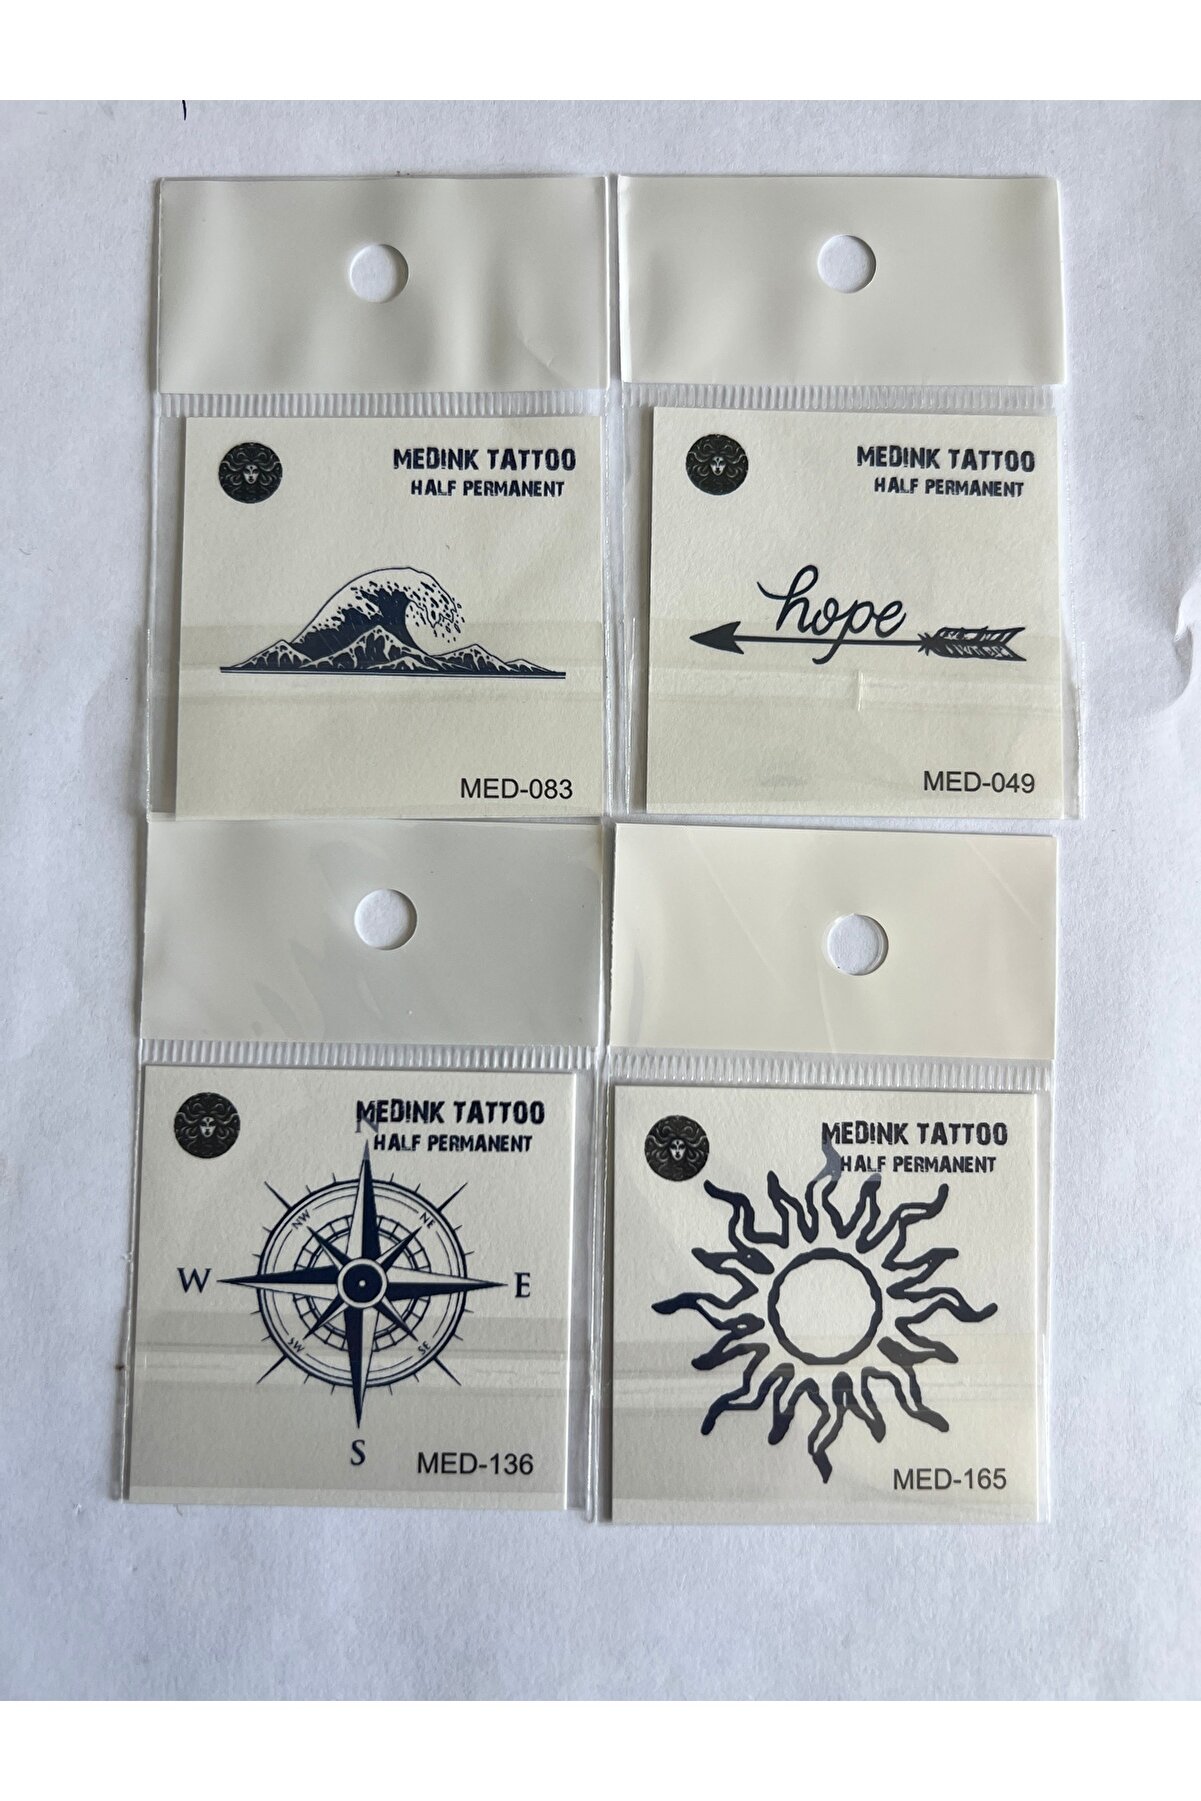 MEDINK TATTOO
HALF PERMANENT
MED-083
MEDINK TATTOO
HALF PERMANENT
hope
MED-049
MEDINK TATTOO
HALF PERMANENT
N
NW
NE
W
E
SW
SE
S
MED-136
MEDINK TATTOO
HALF PERMANENT
MED-165